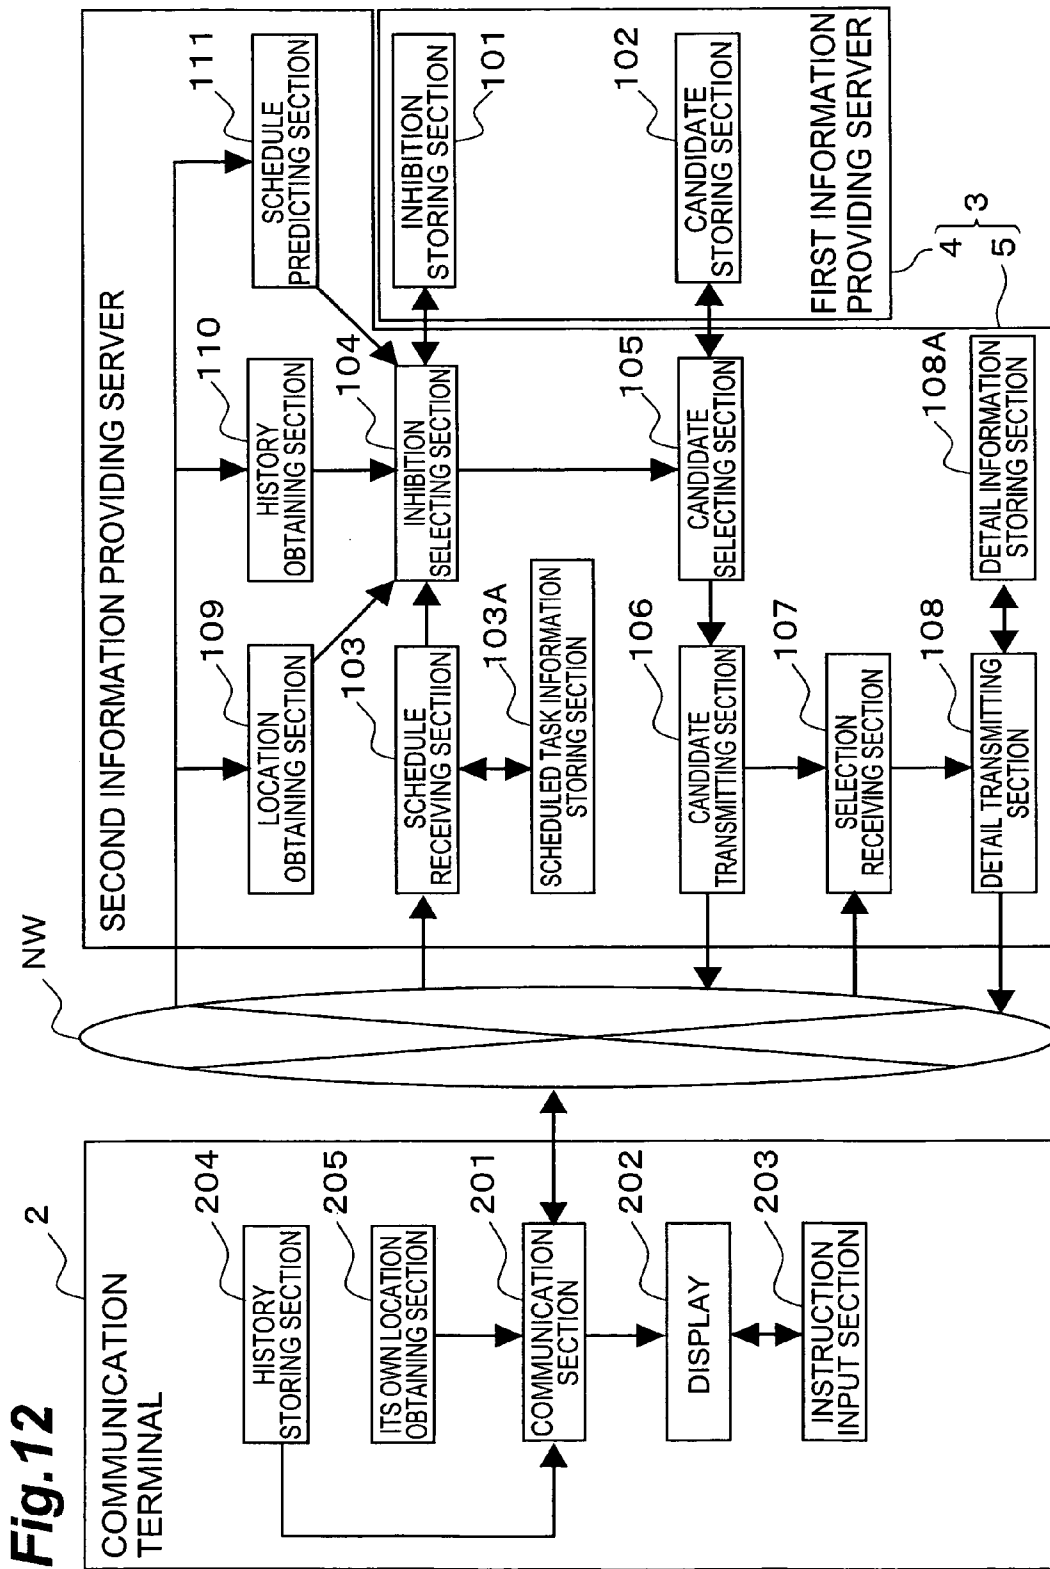 Fig.12
COMMUNICATION
TERMINAL
2
HISTORY
STORING SECTION
204
ITS OWN LOCATION
OBTAINING SECTION
205
COMMUNICATION
SECTION
201
DISPLAY
202
INSTRUCTION
INPUT SECTION
203
NW
SECOND INFORMATION PROVIDING SERVER
LOCATION
OBTAINING SECTION
109
HISTORY
OBTAINING SECTION
110
SCHEDULE
PREDICTING SECTION
111
SCHEDULE
RECEIVING SECTIION
103
INHIBITION
SELECTING SECTION
104
INHIBITION
STORING SECTION
101
SCHEDULED TASK INFORMATION
STORING SECTION
103A
CANDIDATE
TRANSMITTING SECTION
106
CANDIDATE
SELECTING SECTION
105
CANDIDATE
STORING SECTION
102
SELECTION
RECEIVING SECTION
107
FIRST INFORMATION
PROVIDING SERVER
DETAIL TRANSMITTING
SECTION
108
DETAIL INFORMATION
STORING SECTION
108A
4
5
3